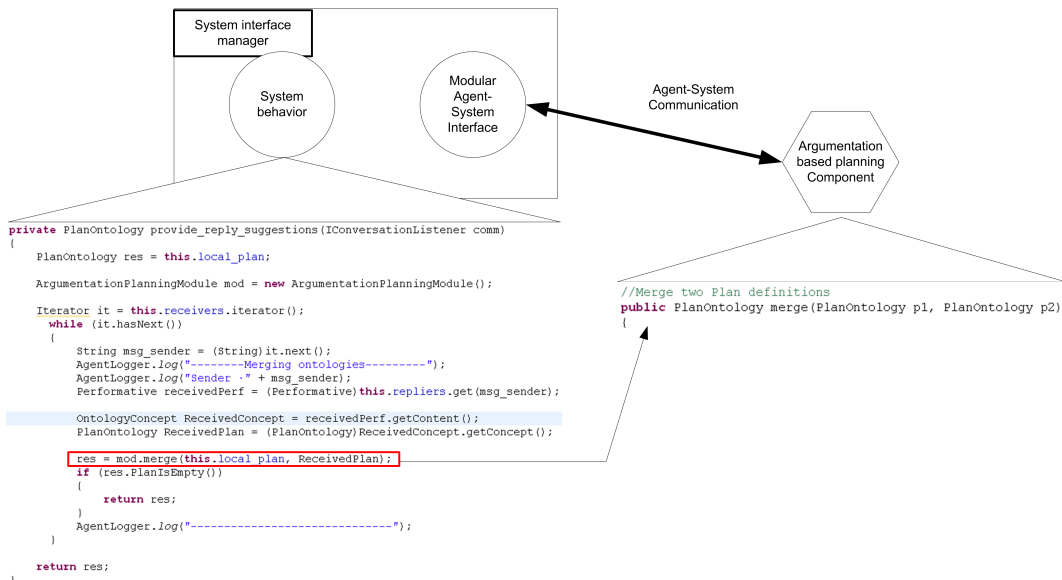 System interface
manager
System
behavior
Modular
Agent-
System
Interface
Agent-System
Communication
Argumentation
based planning
Component
private PlanOntology provide_reply_suggestions(IConversationListener comm)
{
    PlanOntology res = this.local_plan;
    ArgumentationPlanningModule mod = new ArgumentationPlanningModule();
    Iterator it = this.receivers.iterator();
      while (it.hasNext())
      {
          String msg_sender = (String)it.next();
          AgentLogger.log("--------Merging ontologies---------");
          AgentLogger.log("Sender ·" + msg_sender);
          Performative receivedPerf = (Performative)this.repliers.get(msg_sender);
          OntologyConcept ReceivedConcept = receivedPerf.getContent();
          PlanOntology ReceivedPlan = (PlanOntology)ReceivedConcept.getConcept();
          res = mod.merge(this.local_plan, ReceivedPlan);
          if (res.PlanIsEmpty())
          {
              return res;
          }
          AgentLogger.log("------------------------------");
      }
    return res;
}
//Merge two Plan definitions
public PlanOntology merge(PlanOntology p1, PlanOntology p2)
{